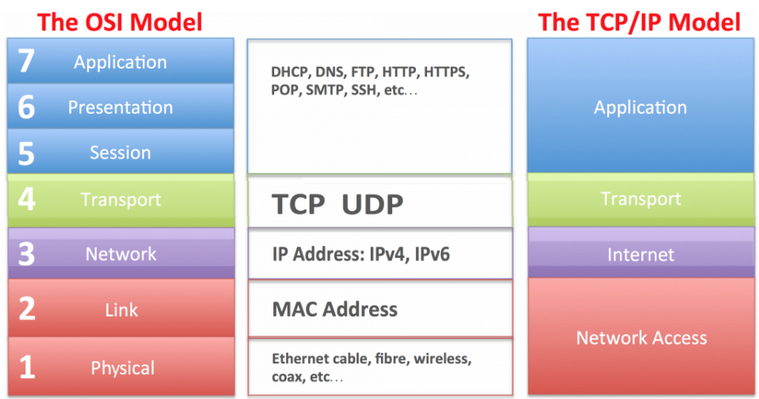 The OSI Model
The TCP/IP Model
7 Application
6 Presentation
5 Session
4 Transport
3 Network
2 Link
1 Physical
DHCP, DNS, FTP, HTTP, HTTPS,
POP, SMTP, SSH, etc...
TCP UDP
IP Address: IPv4, IPv6
MAC Address
Ethernet cable, fibre, wireless,
coax, etc...
Application
Transport
Internet
Network Access